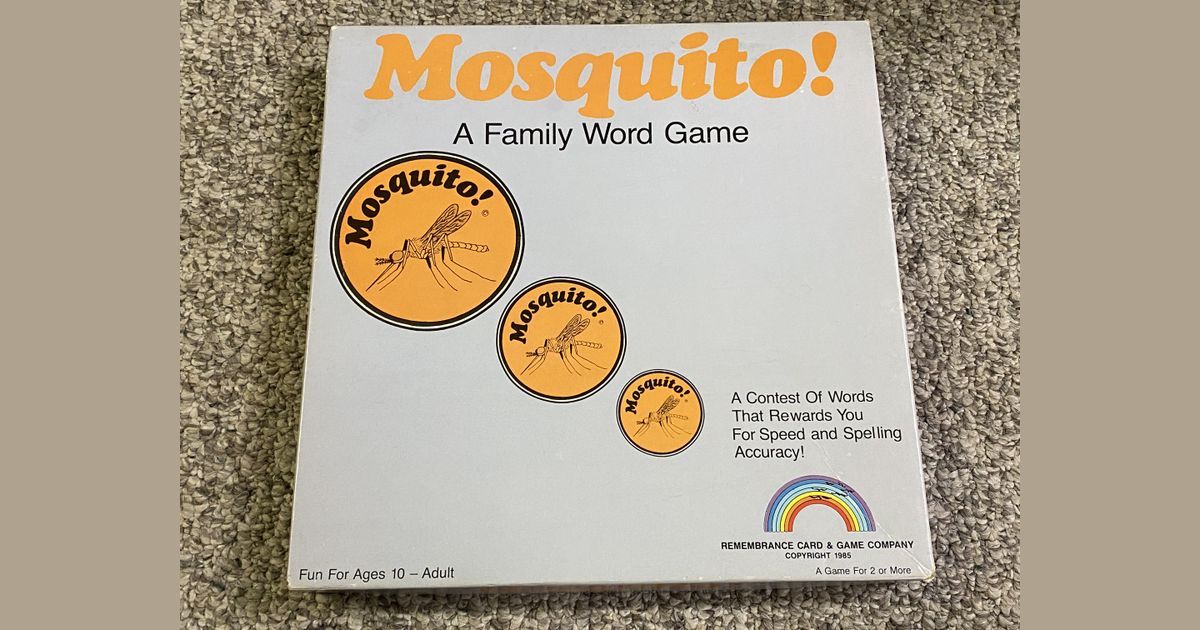 Mosquito!
A Family Word Game
Mosquito!
Mosquito!
Mosquito!
A Contest Of Words
That Rewards You
For Speed and Spelling
Accuracy!
REMEMBRANCE CARD & GAME COMPANY
COPYRIGHT 1985
Fun For Ages 10 – Adult
A Game For 2 or More